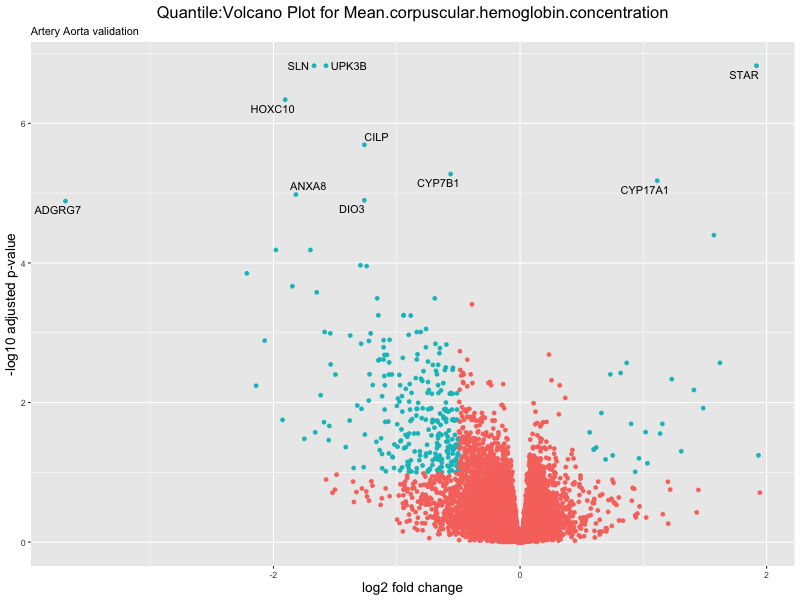 Quantile:Volcano Plot for Mean.corpuscular.hemoglobin.concentration
Artery Aorta validation
SLN
UPK3B
STAR
HOXC10
CILP
CYP7B1
CYP17A1
ANXA8
DIO3
ADGRG7
-log10 adjusted p-value
6
4
2
0
-2
0
2
log2 fold change